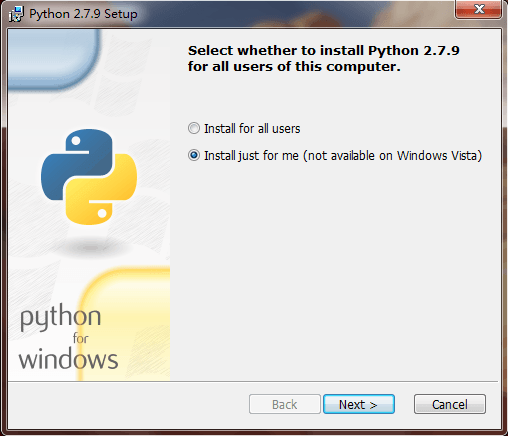 Python 2.7.9 Setup
Select whether to install Python 2.7.9
for all users of this computer.
Install for all users
Install just for me (not available on Windows Vista)
python
for
windows
Back
Next >
Cancel